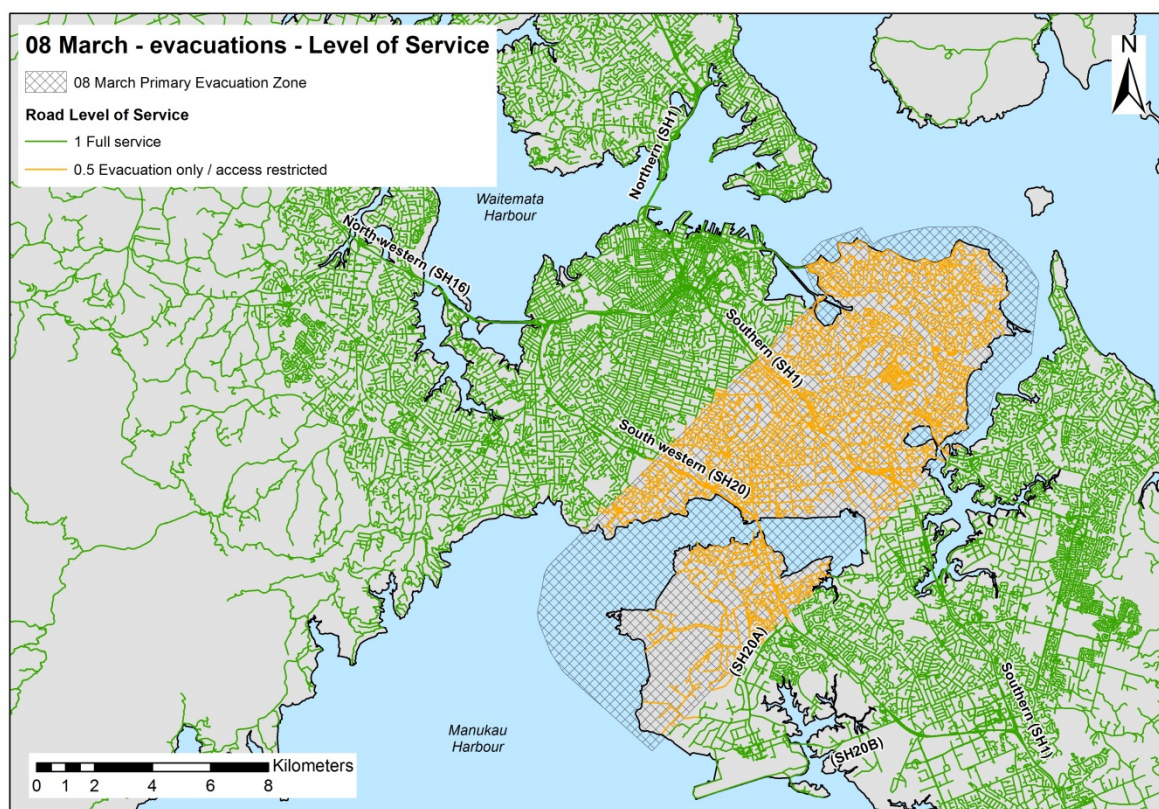 08 March - evacuations - Level of Service
08 March Primary Evacuation Zone
Road Level of Service
1 Full service
0.5 Evacuation only / access restricted
N
Northern (SH1)
Waitemata
Harbour
North-western (SH16)
Southern (SH1)
South western (SH20)
(SH20A)
Southern (SH1)
Manukau
Harbour
(SH20B)
Kilometers
0 1 2 4 6 8